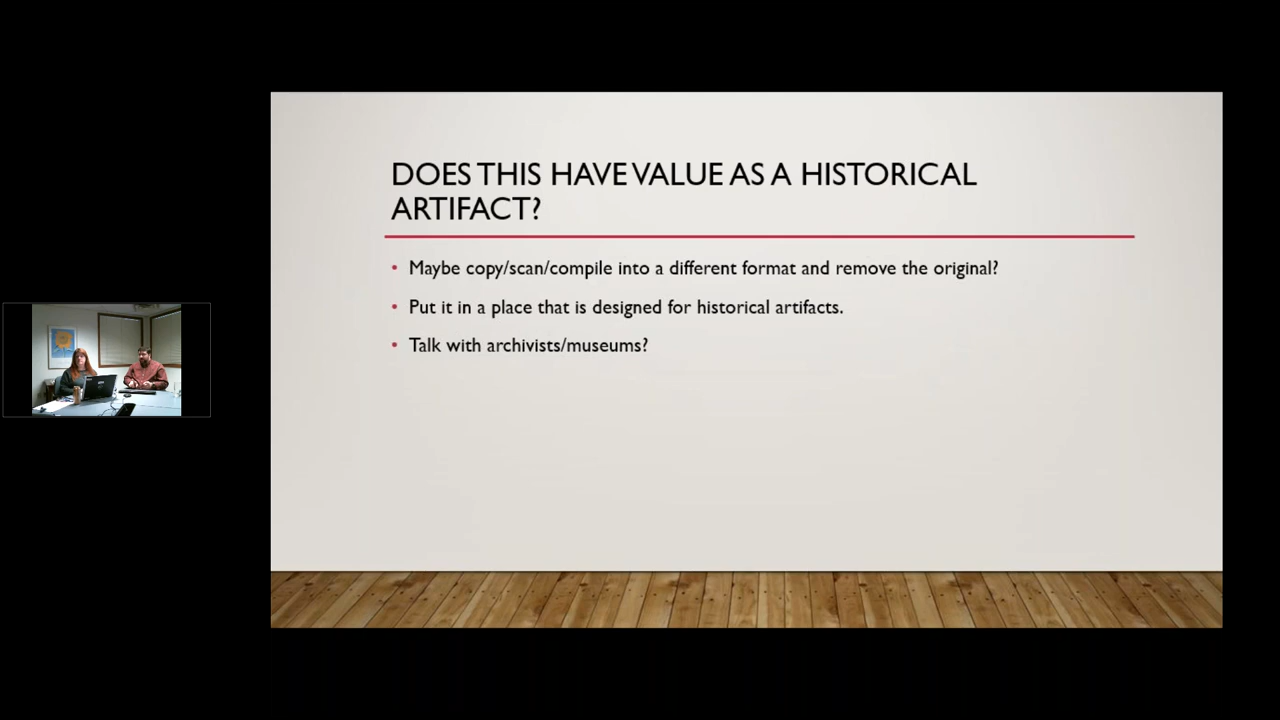 DOES THIS HAVE VALUE AS A HISTORICAL
ARTIFACT?
• Maybe copy/scan/compile into a different format and remove the original?
• Put it in a place that is designed for historical artifacts.
• Talk with archivists/museums?